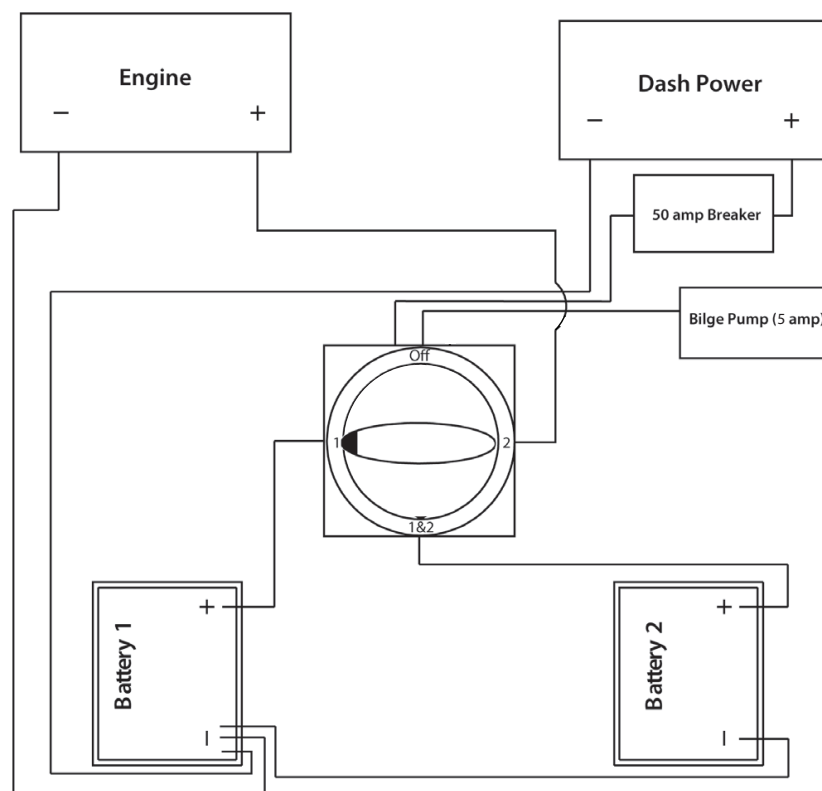 Engine
− +
Dash Power
− +
50 amp Breaker
Bilge Pump (5 amp)
Off
1
2
1&2
Battery 1
+
−
Battery 2
+
−